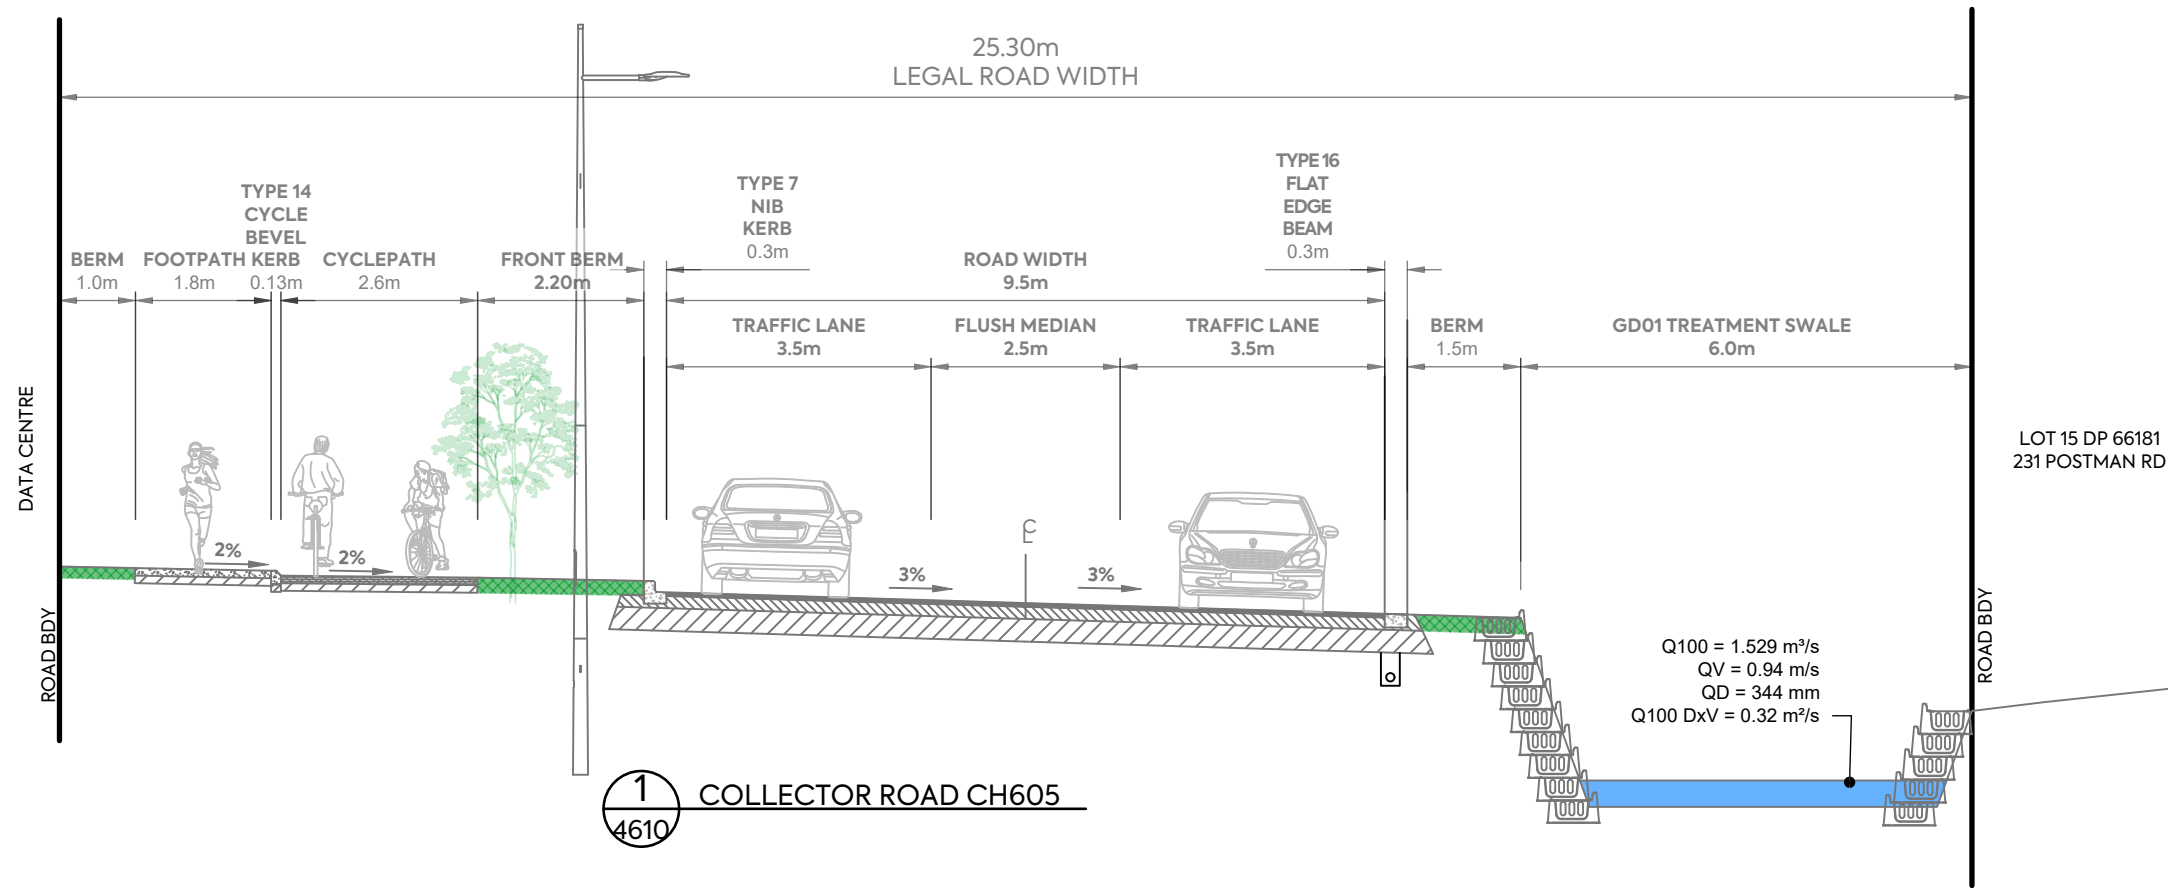 25.30m
LEGAL ROAD WIDTH
TYPE 14
CYCLE
BEVEL
KERB
0.13m
TYPE 7
NIB
KERB
0.3m
TYPE 16
FLAT
EDGE
BEAM
0.3m
BERM
1.0m
FOOTPATH
1.8m
CYCLEPATH
2.6m
FRONT BERM
2.20m
ROAD WIDTH
9.5m
TRAFFIC LANE
3.5m
FLUSH MEDIAN
2.5m
TRAFFIC LANE
3.5m
BERM
1.5m
GD01 TREATMENT SWALE
6.0m
DATA CENTRE
LOT 15 DP 66181
231 POSTMAN RD
CL
2%
2%
3%
3%
ROAD BDY
ROAD BDY
Q100 = 1.529 m³/s
QV = 0.94 m/s
QD = 344 mm
Q100 DxV = 0.32 m²/s
1
4610
COLLECTOR ROAD CH605